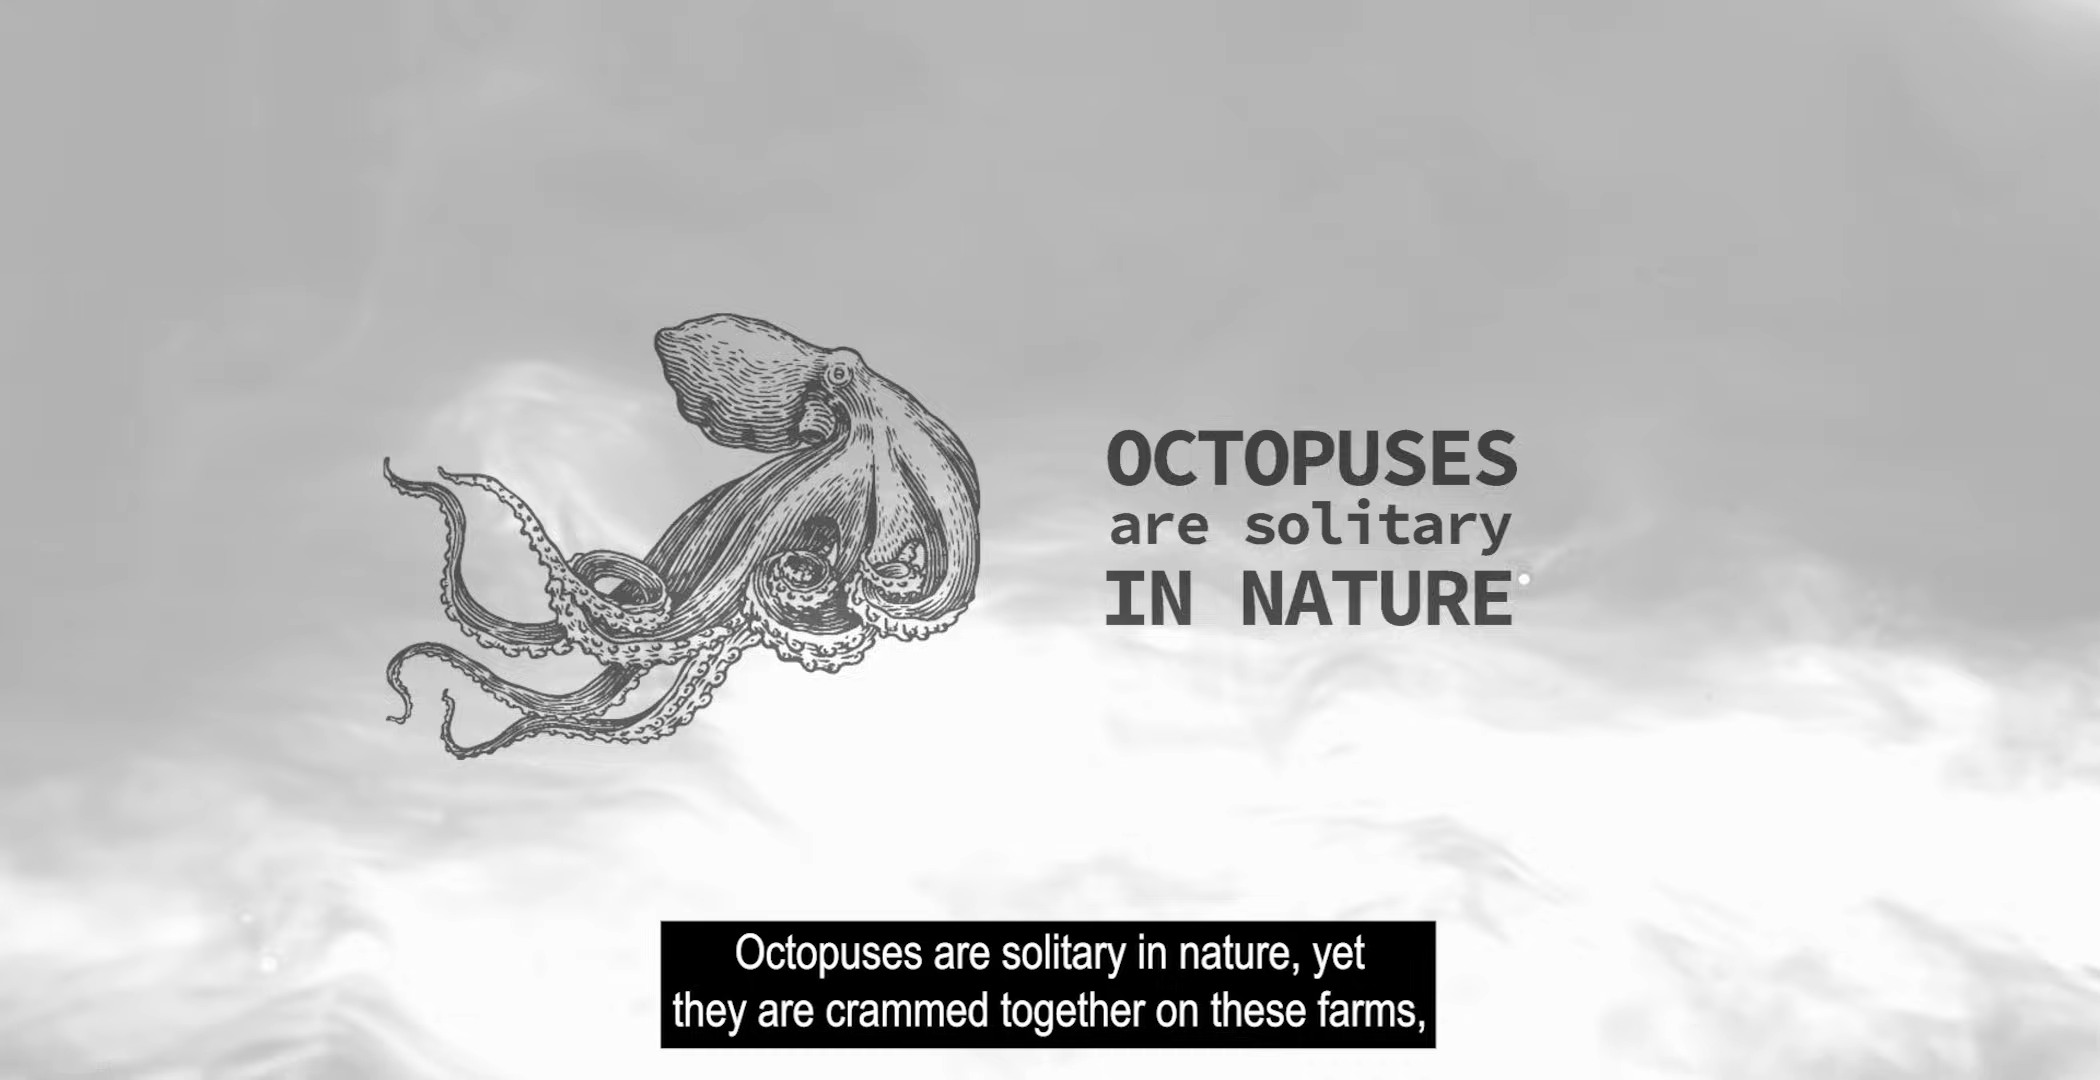 OCTOPUSES
are solitary
IN NATURE
Octopuses are solitary in nature, yet
they are crammed together on these farms,